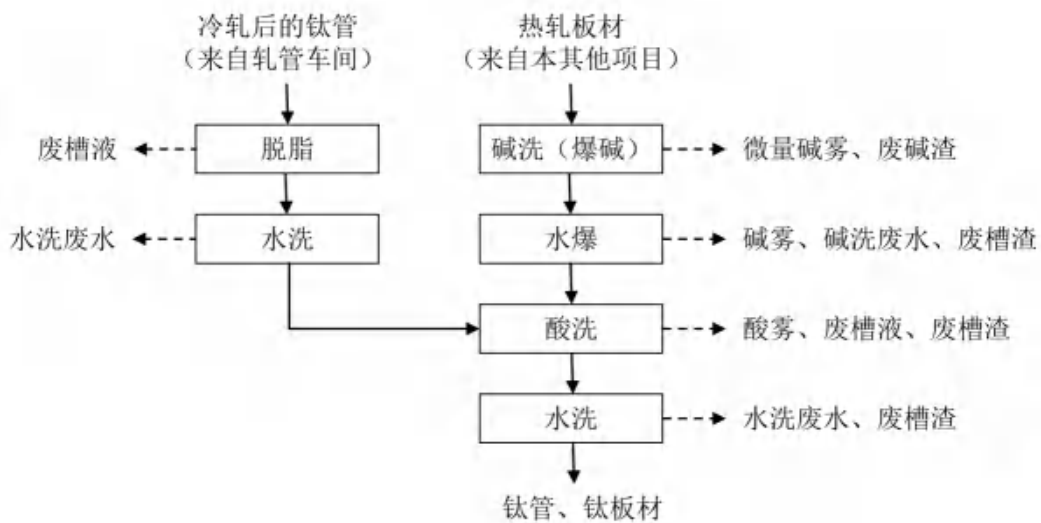 冷轧后的钛管
（来自轧管车间）
热轧板材
（来自本其他项目）
废槽液
脱脂
碱洗（爆碱）
微量碱雾、废碱渣
水洗废水
水洗
水爆
碱雾、碱洗废水、废槽渣
酸洗
酸雾、废槽液、废槽渣
水洗
水洗废水、废槽渣
钛管、钛板材